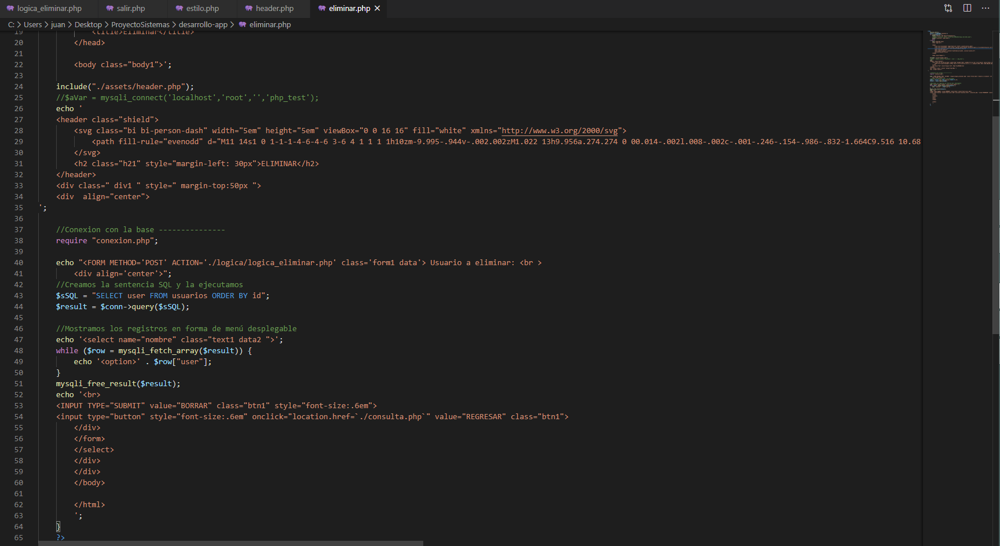 logica_eliminar.php salir.php estilo.php header.php eliminar.php
C: > Users > juan > Desktop > ProyectoSistemas > desarrollo-app > eliminar.php
19 <title>Eliminar</title>
20 </head>
21
22 <body class="body1">';
23
24 include("./assets/header.php");
25 //$aVar = mysqli_connect('localhost','root','','php_test');
26 echo '
27 <header class="shield">
28 <svg class="bi bi-person-dash" width="5em" height="5em" viewBox="0 0 16 16" fill="white" xmlns="http://www.w3.org/2000/svg">
29 <path fill-rule="evenodd" d="M11 14s1 0 1-1-1-4-6-4-6 3-6 4 1 1 1 1h10zm-9.995-.944v-.002.002zM1.022 13h9.956a.274.274 0 00.014-.002l.008-.002c-.001-.246-.154-.986-.832-1.664C9.516 10.68
30 </svg>
31 <h2 class="h21" style="margin-left: 30px">ELIMINAR</h2>
32 </header>
33 <div class=" div1 " style=" margin-top:50px ">
34 <div  align="center">
35 ';
36
37 //Conexion con la base ---------------
38 require "conexion.php";
39
40 echo "<FORM METHOD='POST' ACTION='./logica/logica_eliminar.php' class='form1 data'> Usuario a eliminar: <br >
41 <div align='center'>";
42 //Creamos la sentencia SQL y la ejecutamos
43 $sSQL = "SELECT user FROM usuarios ORDER BY id";
44 $result = $conn->query($sSQL);
45
46 //Mostramos los registros en forma de menú desplegable
47 echo '<select name="nombre" class="text1 data2 ">';
48 while ($row = mysqli_fetch_array($result)) {
49 echo '<option>' . $row["user"];
50 }
51 mysqli_free_result($result);
52 echo '<br>
53 <INPUT TYPE="SUBMIT" value="BORRAR" class="btn1" style="font-size:.6em">
54 <input type="button" style="font-size:.6em" onclick="location.href=`./consulta.php`" value="REGRESAR" class="btn1">
55 </div>
56 </form>
57 </select>
58 </div>
59 </div>
60 </body>
61
62 </html>
63 ';
64 }
65 ?>